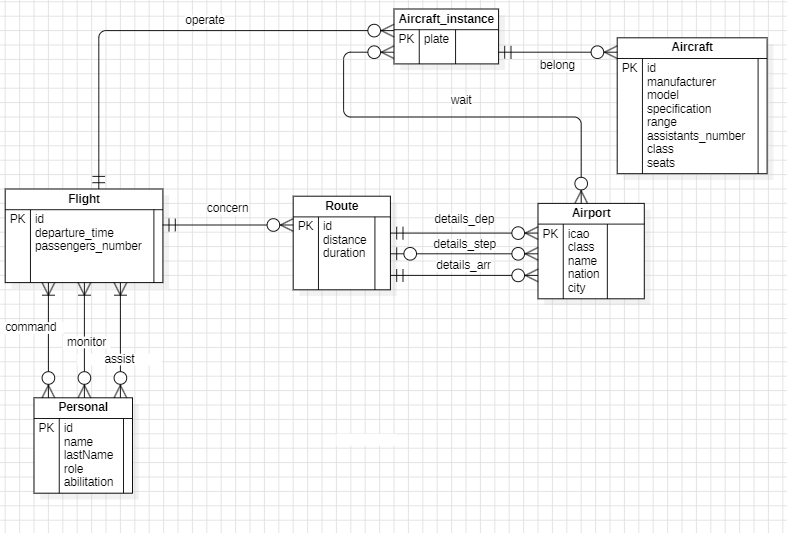 operate
Aircraft_instance
PK plate
belong
Aircraft
PK id
manufacturer
model
specification
range
assistants_number
class
seats
wait
Flight
PK id
departure_time
passengers_number
concern
Route
PK id
distance
duration
details_dep
details_step
details_arr
Airport
PK icao
class
name
nation
city
command
monitor
assist
Personal
PK id
name
lastName
role
abilitation